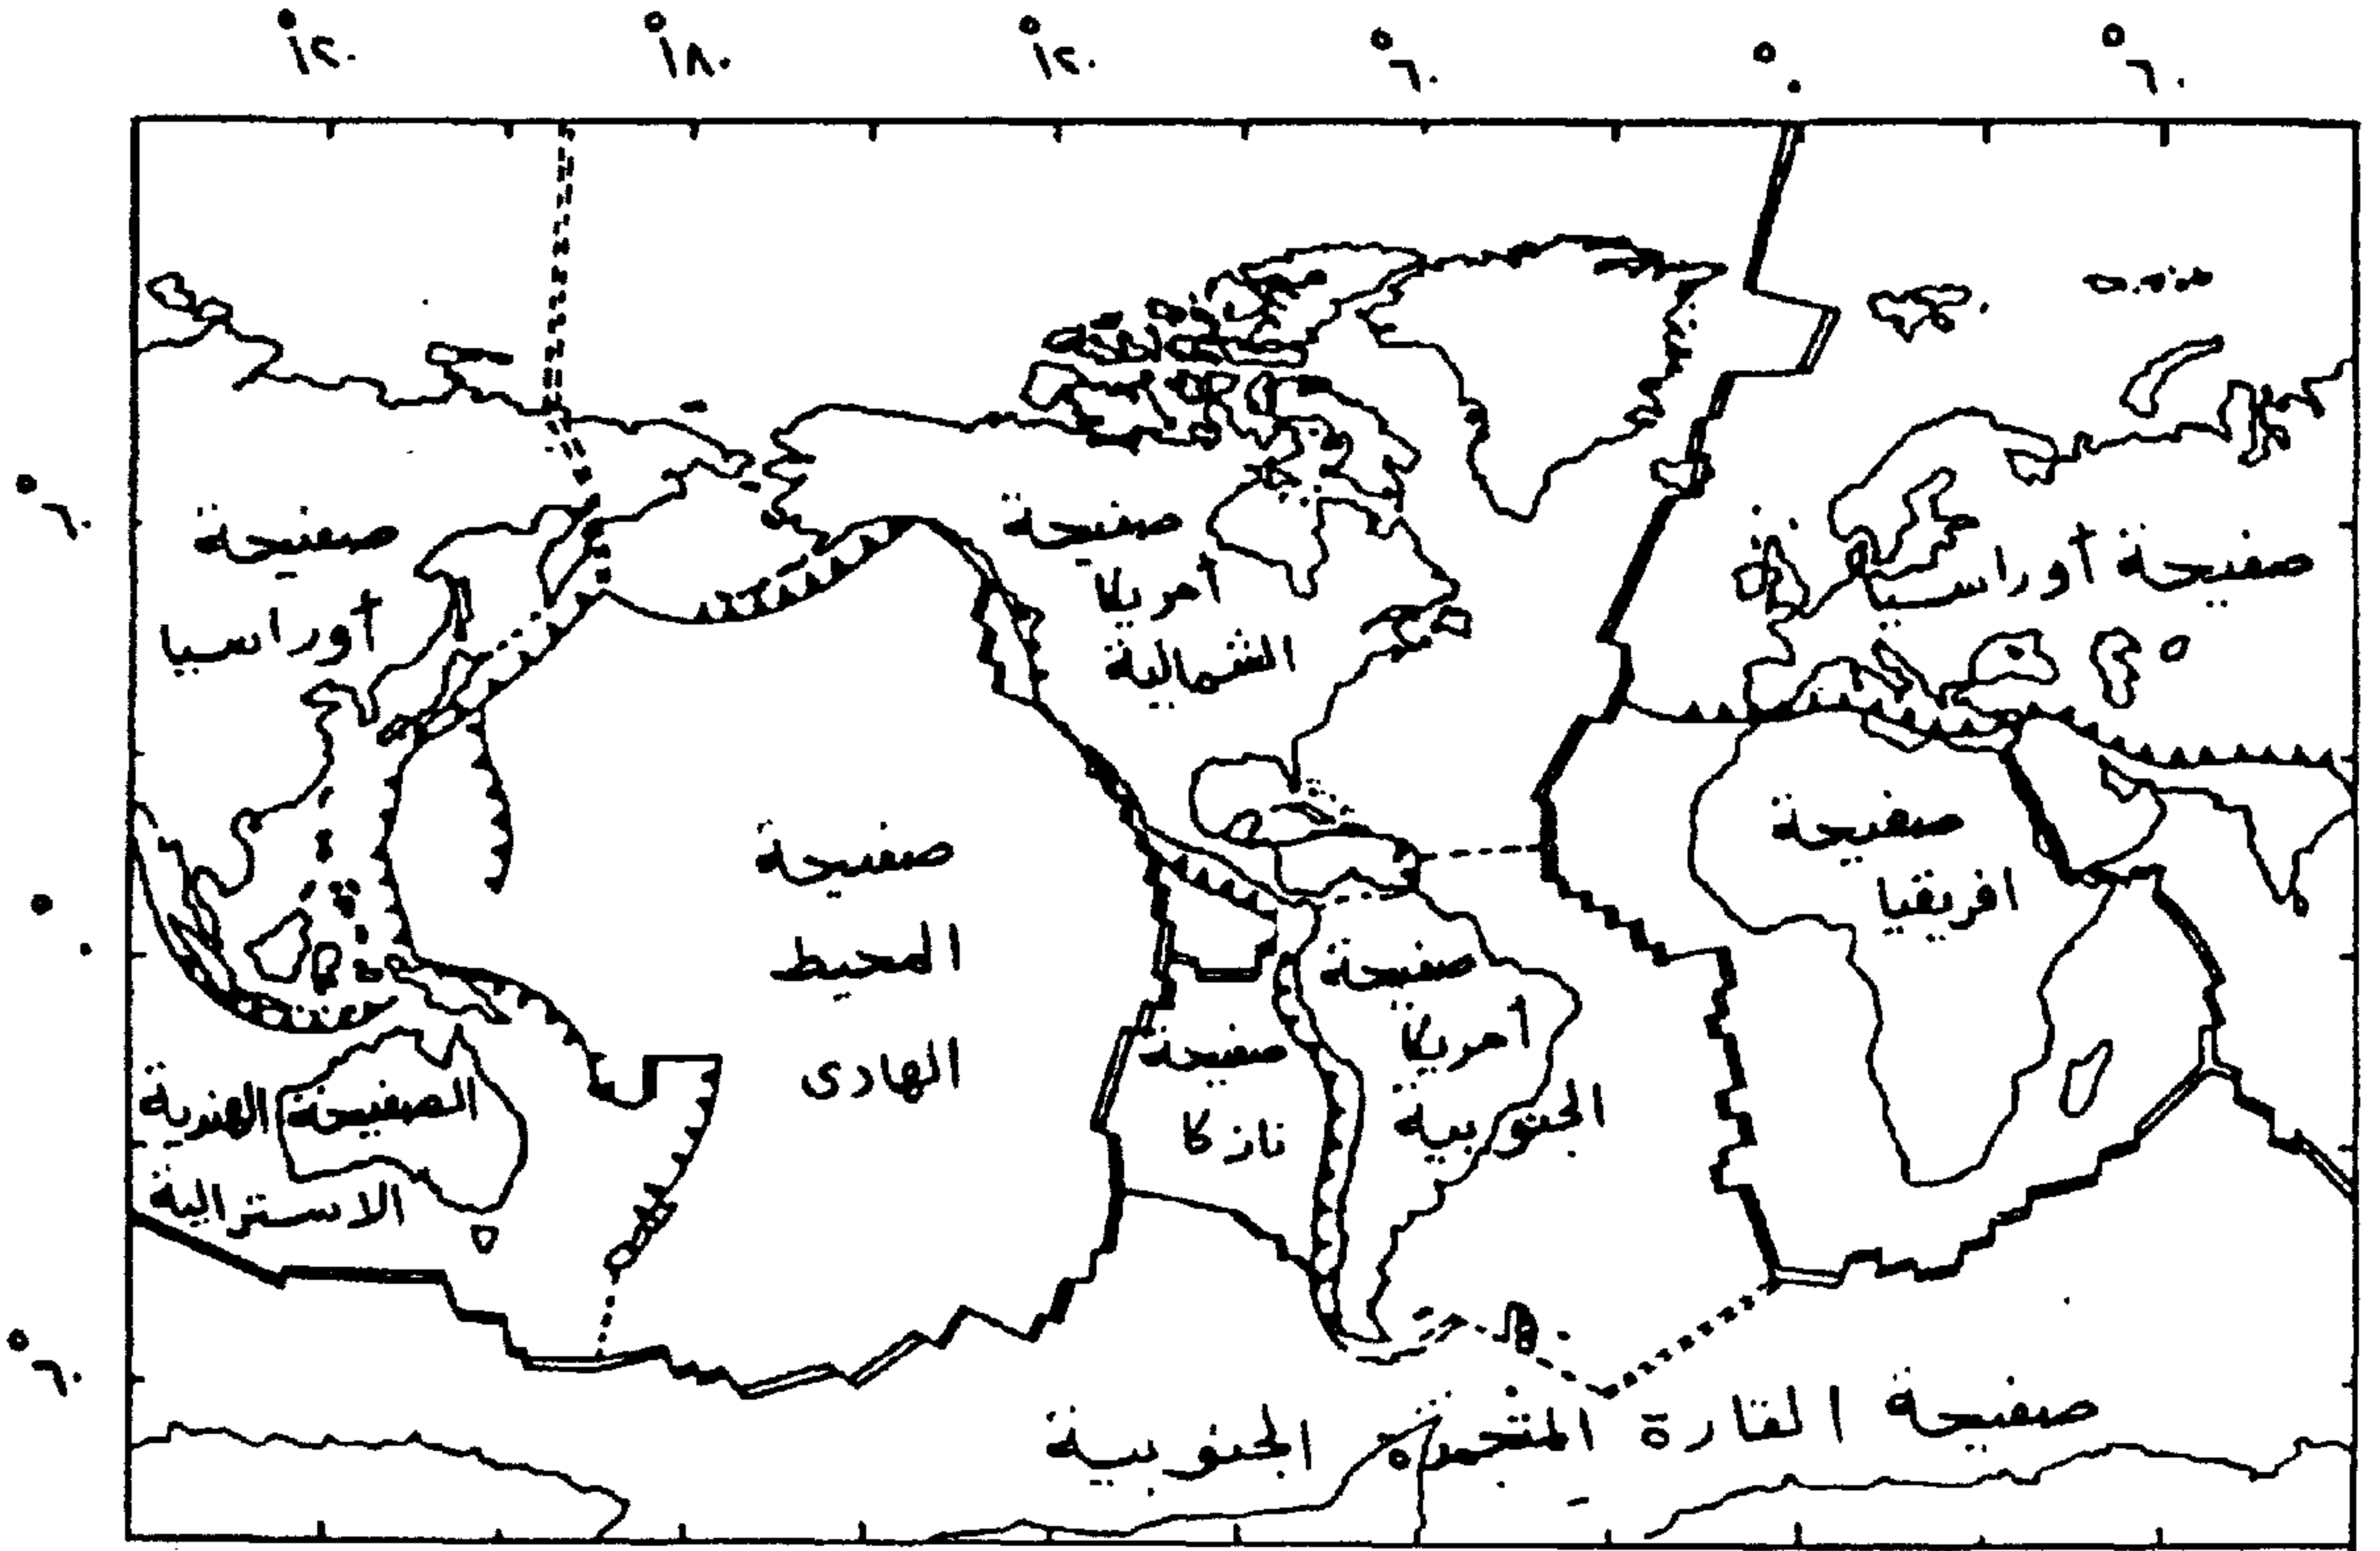 °١٢٠ °١٨٠ °١٢٠ °٦٠ °٠ °٦٠
°٦٠
°٠
°٦٠
صفيحة
أوراسيا
صفيحة
أمريكا
الشمالية
صفيحة أوراسيا
صفيحة
المحيط
الهادى
صفيحة
افريقيا
صفيحة
أمريكا
الجنوبية
صفيحة
نازكا
الصفيحة الهندية
الاسترالية
صفيحة القارة المتجمدة الجنوبية